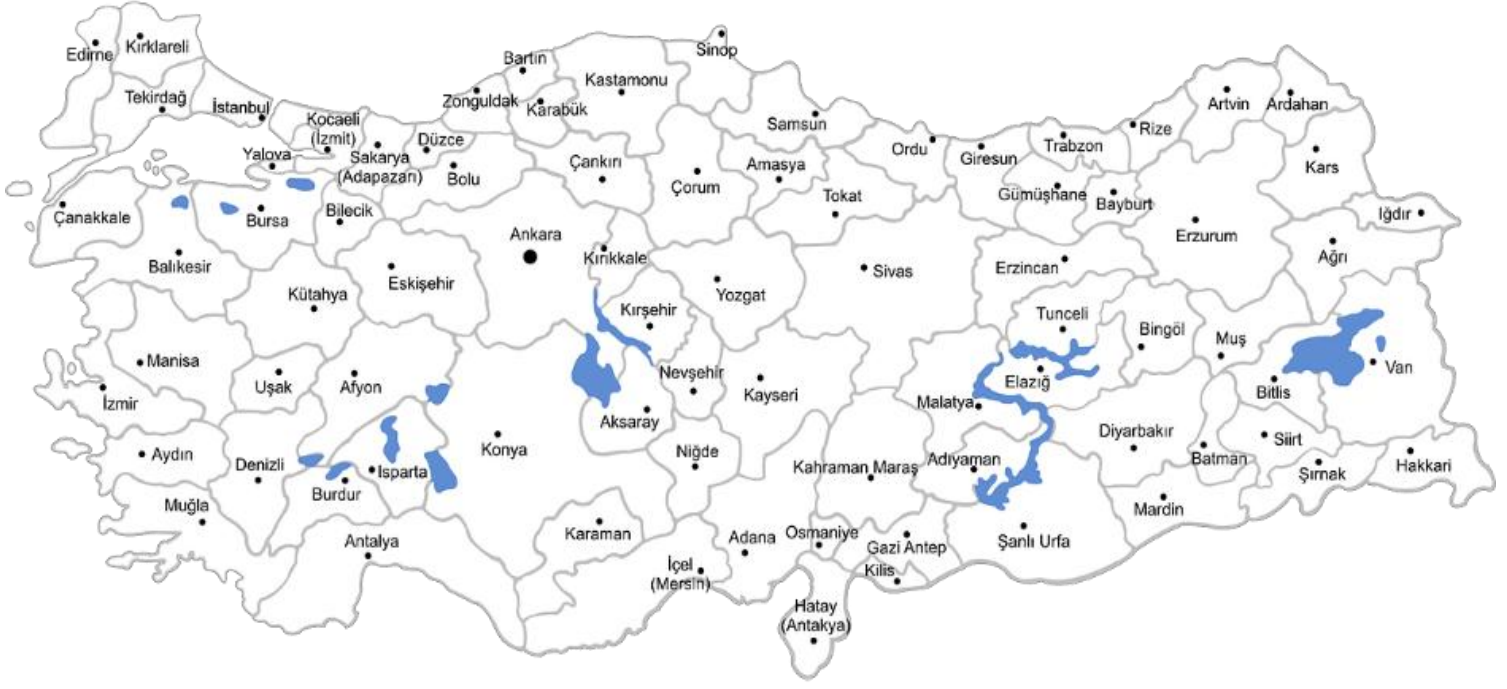 Edirne
Kırklareli
Tekirdağ
İstanbul
Kocaeli
(İzmit)
Yalova
Sakarya
(Adapazarı)
Düzce
Bolu
Zonguldak
Bartın
Karabük
Kastamonu
Sinop
Çankırı
Çorum
Samsun
Amasya
Tokat
Ordu
Giresun
Trabzon
Gümüşhane
Bayburt
Rize
Artvin
Ardahan
Kars
Iğdır
Ağrı
Erzurum
Erzincan
Çanakkale
Balıkesir
Bursa
Bilecik
Eskişehir
Kütahya
Ankara
Kırıkkale
Kırşehir
Yozgat
Sivas
Tunceli
Bingöl
Muş
Bitlis
Van
Manisa
İzmir
Uşak
Afyon
Konya
Aksaray
Nevşehir
Kayseri
Niğde
Malatya
Elazığ
Diyarbakır
Batman
Siirt
Şırnak
Hakkari
Aydın
Denizli
Muğla
Burdur
Isparta
Antalya
Karaman
İçel
(Mersin)
Adana
Osmaniye
Kahraman Maraş
Adıyaman
Gazi Antep
Kilis
Hatay
(Antakya)
Şanlı Urfa
Mardin